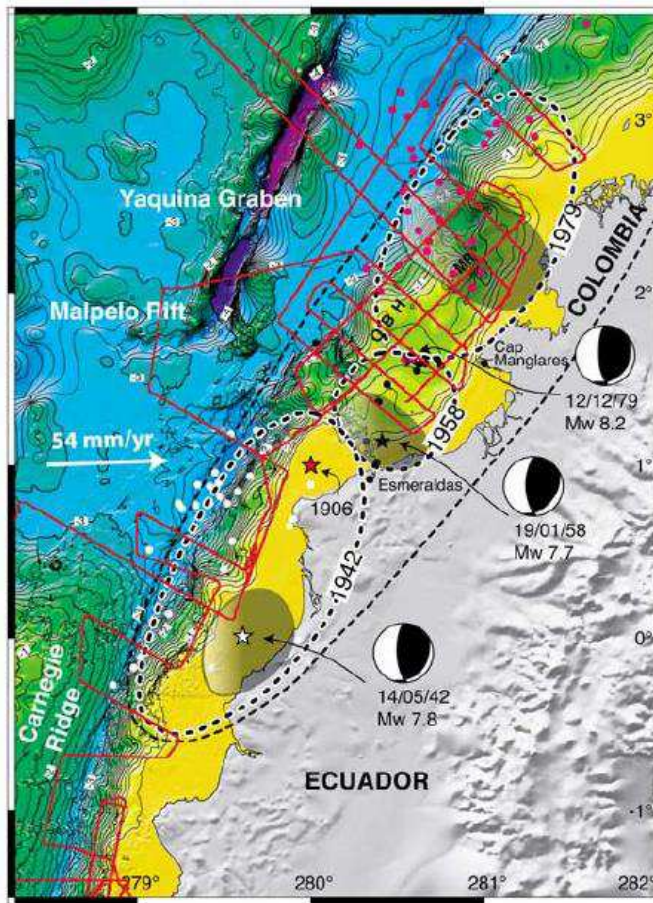 3°
Yaquina Graben
1979
COLOMBIA
2°
Malpelo Rift
Cap
Manglares
12/12/79
Mw 8.2
54 mm/yr
1958
1°
1906
Esmeraldas
19/01/58
Mw 7.7
1942
0°
Carnegie
Ridge
14/05/42
Mw 7.8
ECUADOR
-1°
279°
280°
281°
282°